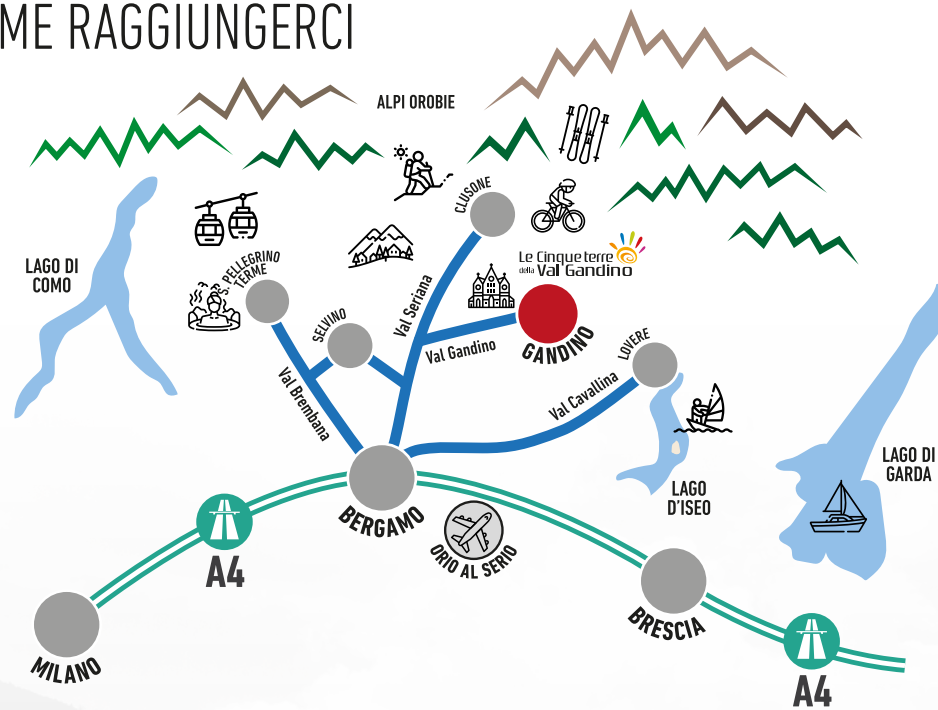 ME RAGGIUNGERCI
ALPI OROBIE
CLUSONE
LAGO DI
COMO
S. PELLEGRINO
TERME
Le Cinque terre
della Val Gandino
SELVINO
Val Seriana
Val Gandino
GANDINO
LOVERE
Val Brembana
Val Cavallina
LAGO DI
GARDA
LAGO
D'ISEO
BERGAMO
ORIO AL SERIO
A4
MILANO
BRESCIA
A4